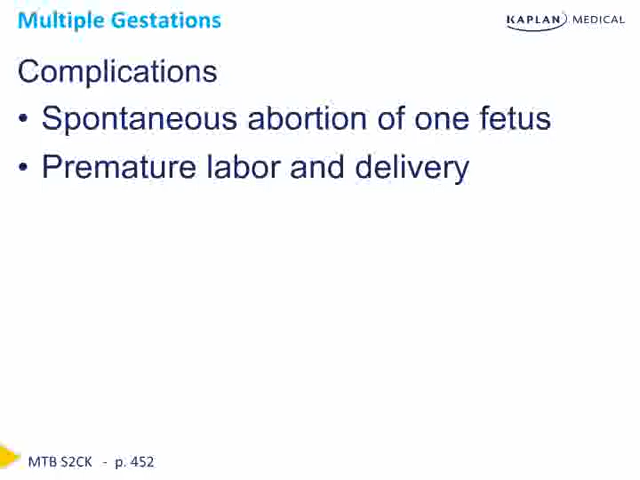 Multiple Gestations
KAPLAN MEDICAL
Complications
• Spontaneous abortion of one fetus
• Premature labor and delivery
MTB S2CK - p. 452